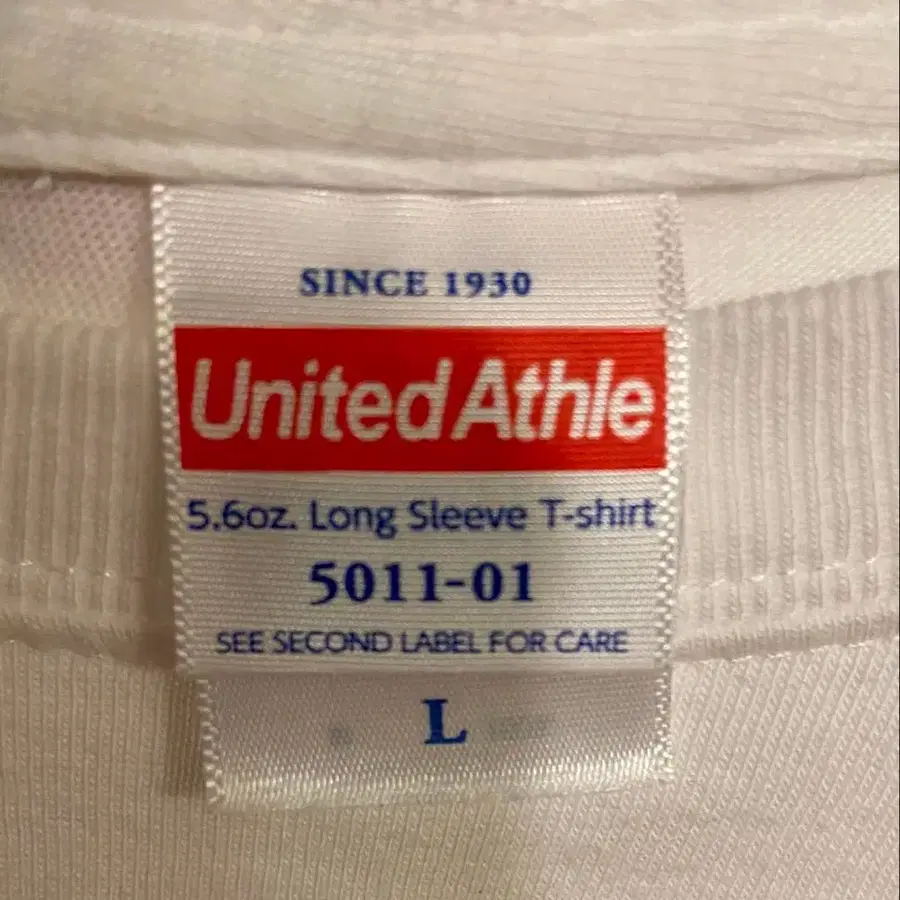 SINCE 1930
United Athle
5.6oz. Long Sleeve T-shirt
5011-01
SEE SECOND LABEL FOR CARE
L